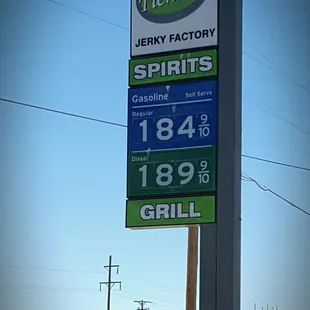 JERKY FACTORY
SPIRITS
Gasoline Self Serve
Regular
184 9/10
Diesel
189 9/10
GRILL